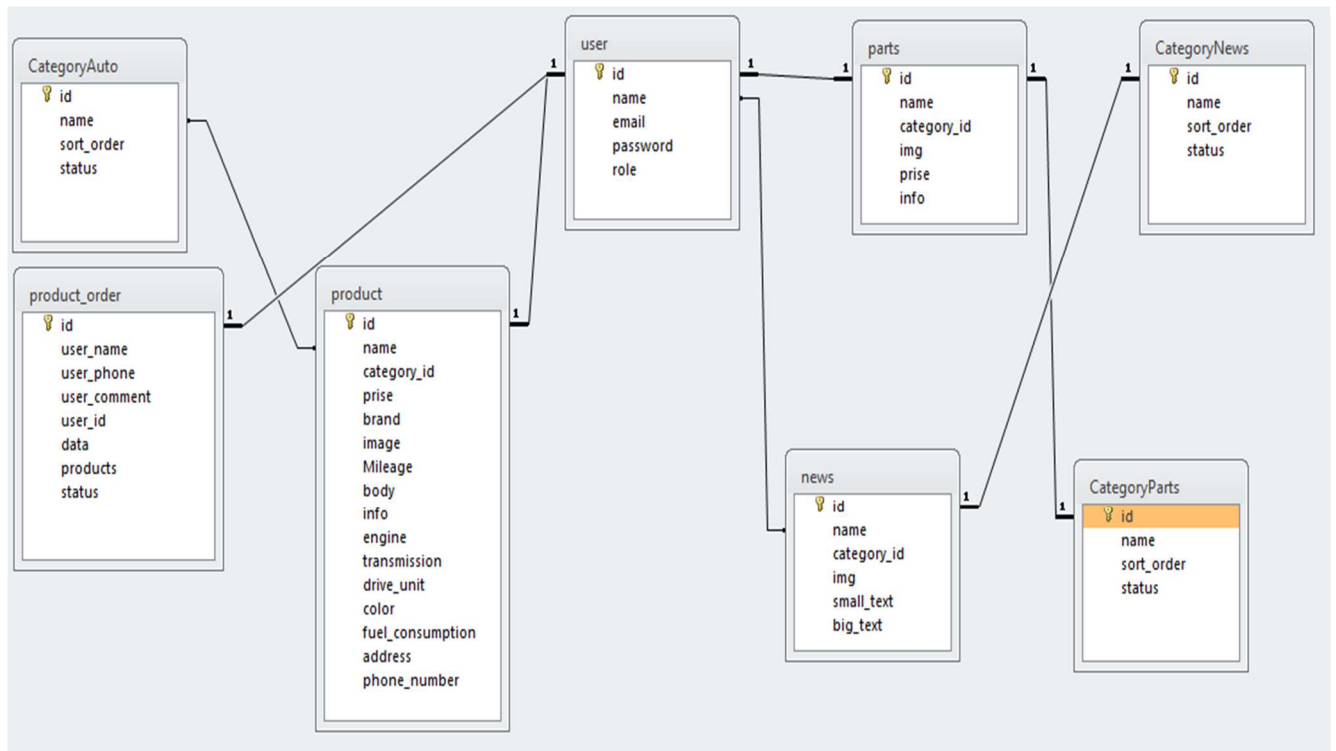 CategoryAuto
id
name
sort_order
status
product_order
id
user_name
user_phone
user_comment
user_id
data
products
status
1
product
id
name
category_id
prise
brand
image
Mileage
body
info
engine
transmission
drive_unit
color
fuel_consumption
address
phone_number
1
1
user
id
name
email
password
role
1
1
parts
id
name
category_id
img
prise
info
1
1
CategoryNews
id
name
sort_order
status
news
id
name
category_id
img
small_text
big_text
1
1
CategoryParts
id
name
sort_order
status